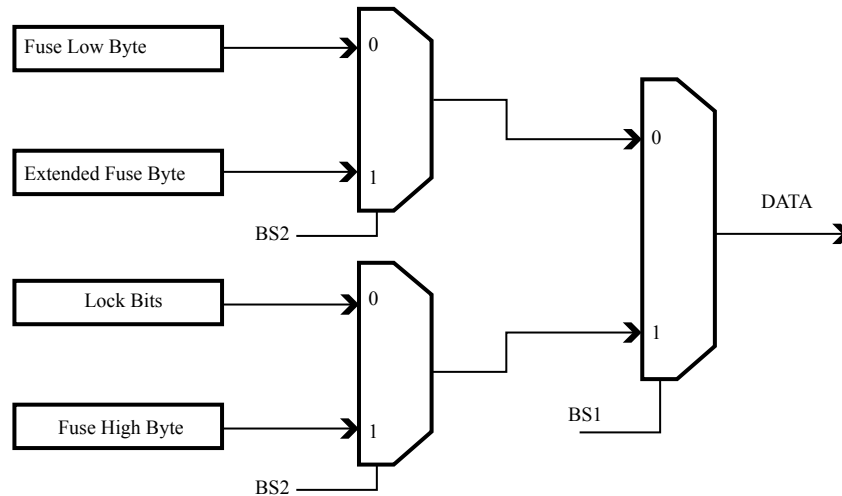 Fuse Low Byte
0
Extended Fuse Byte
1
BS2
0
DATA
Lock Bits
0
1
Fuse High Byte
1
BS1
BS2